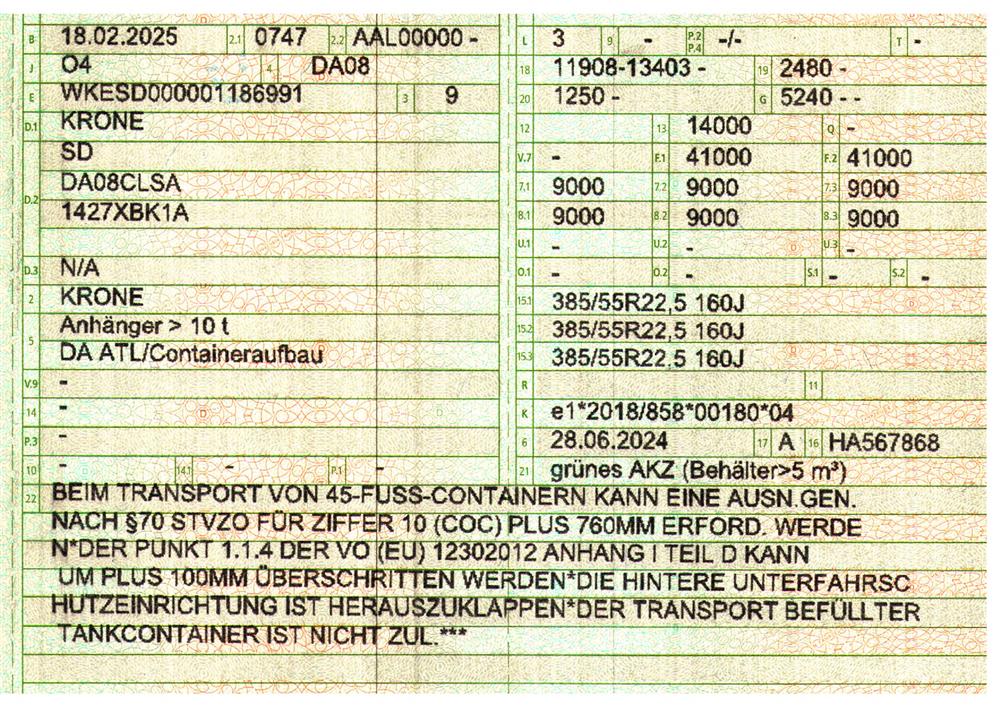 B 18.02.2025 2.1 0747 2.2 AAL00000 -
J O4 4 DA08
E WKESD000001186991 3 9
D.1 KRONE
SD
D.2 DA08CLSA
1427XBK1A
D.3 N/A
2 KRONE
5 Anhänger > 10 t
DA ATL/Containeraufbau
V.9 -
14 -
P.3 -
10 - 14.1 - P.1 -
L 3 9 - P.2 P.4 -/- T -
18 11908-13403 - 19 2480 -
20 1250 - G 5240 - -
12 13 14000 Q -
V.7 - F.1 41000 F.2 41000
7.1 9000 7.2 9000 7.3 9000
8.1 9000 8.2 9000 8.3 9000
U.1 - U.2 - U.3 -
O.1 - O.2 - S.1 - S.2 -
15.1 385/55R22,5 160J
15.2 385/55R22,5 160J
15.3 385/55R22,5 160J
R 11
K e1*2018/858*00180*04
6 28.06.2024 17 A 16 HA567868
21 grünes AKZ (Behälter>5 m³)
22 BEIM TRANSPORT VON 45-FUSS-CONTAINERN KANN EINE AUSN.GEN.
NACH §70 STVZO FÜR ZIFFER 10 (COC) PLUS 760MM ERFORD. WERDE
N*DER PUNKT 1.1.4 DER VO (EU) 12302012 ANHANG I TEIL D KANN
UM PLUS 100MM ÜBERSCHRITTEN WERDEN*DIE HINTERE UNTERFAHRSC
HUTZEINRICHTUNG IST HERAUSZUKLAPPEN*DER TRANSPORT BEFÜLLTER
TANKCONTAINER IST NICHT ZUL.***